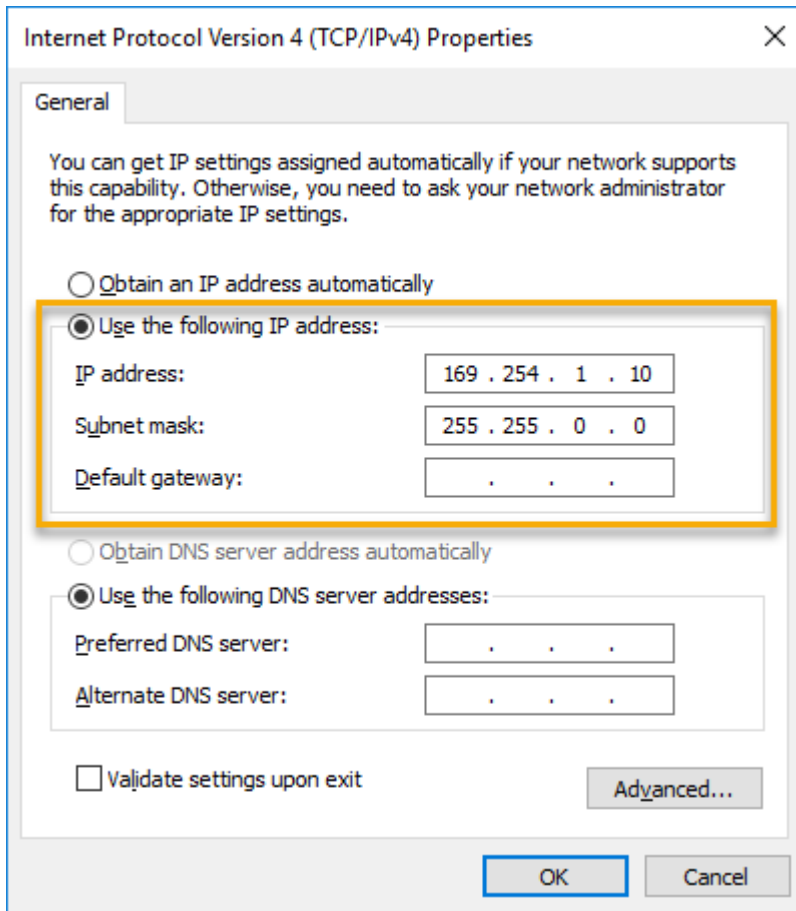 Internet Protocol Version 4 (TCP/IPv4) Properties
General
You can get IP settings assigned automatically if your network supports
this capability. Otherwise, you need to ask your network administrator
for the appropriate IP settings.
Obtain an IP address automatically
Use the following IP address:
IP address: 169 . 254 . 1 . 10
Subnet mask: 255 . 255 . 0 . 0
Default gateway: . . .
Obtain DNS server address automatically
Use the following DNS server addresses:
Preferred DNS server: . . .
Alternate DNS server: . . .
Validate settings upon exit
Advanced...
OK Cancel